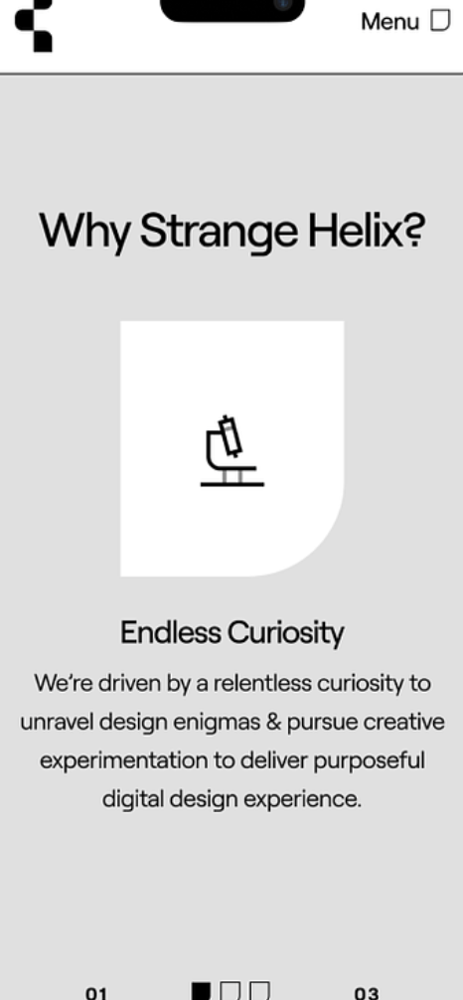 Menu
Why Strange Helix?
Endless Curiosity
We’re driven by a relentless curiosity to
unravel design enigmas & pursue creative
experimentation to deliver purposeful
digital design experience.
01
03